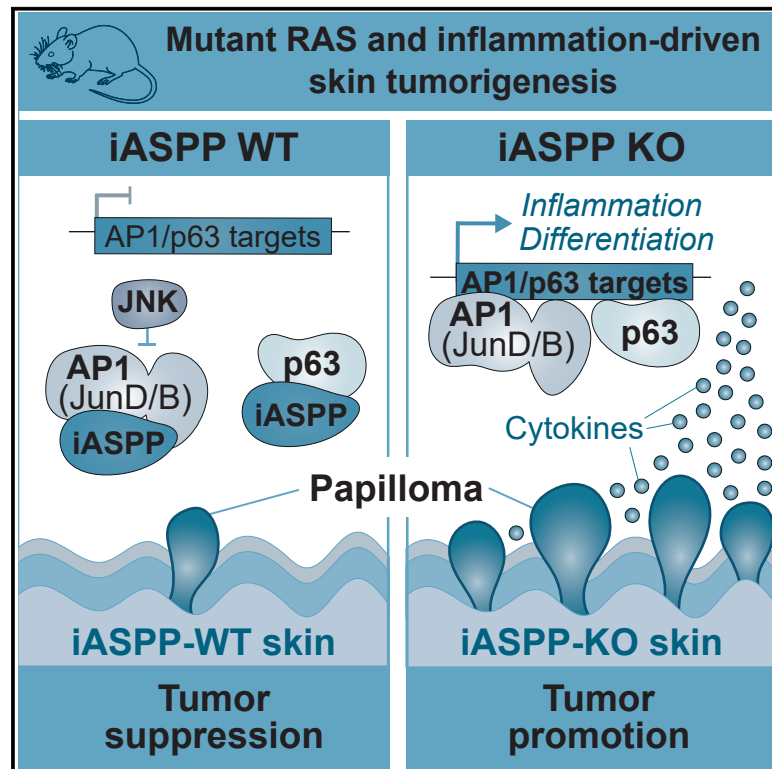 Mutant RAS and inflammation-driven
skin tumorigenesis
iASPP WT
AP1/p63 targets
JNK
AP1
(JunD/B)
iASPP
p63
iASPP
iASPP KO
Inflammation
Differentiation
AP1/p63 targets
AP1
(JunD/B)
p63
Cytokines
Papilloma
iASPP-WT skin
iASPP-KO skin
Tumor
suppression
Tumor
promotion